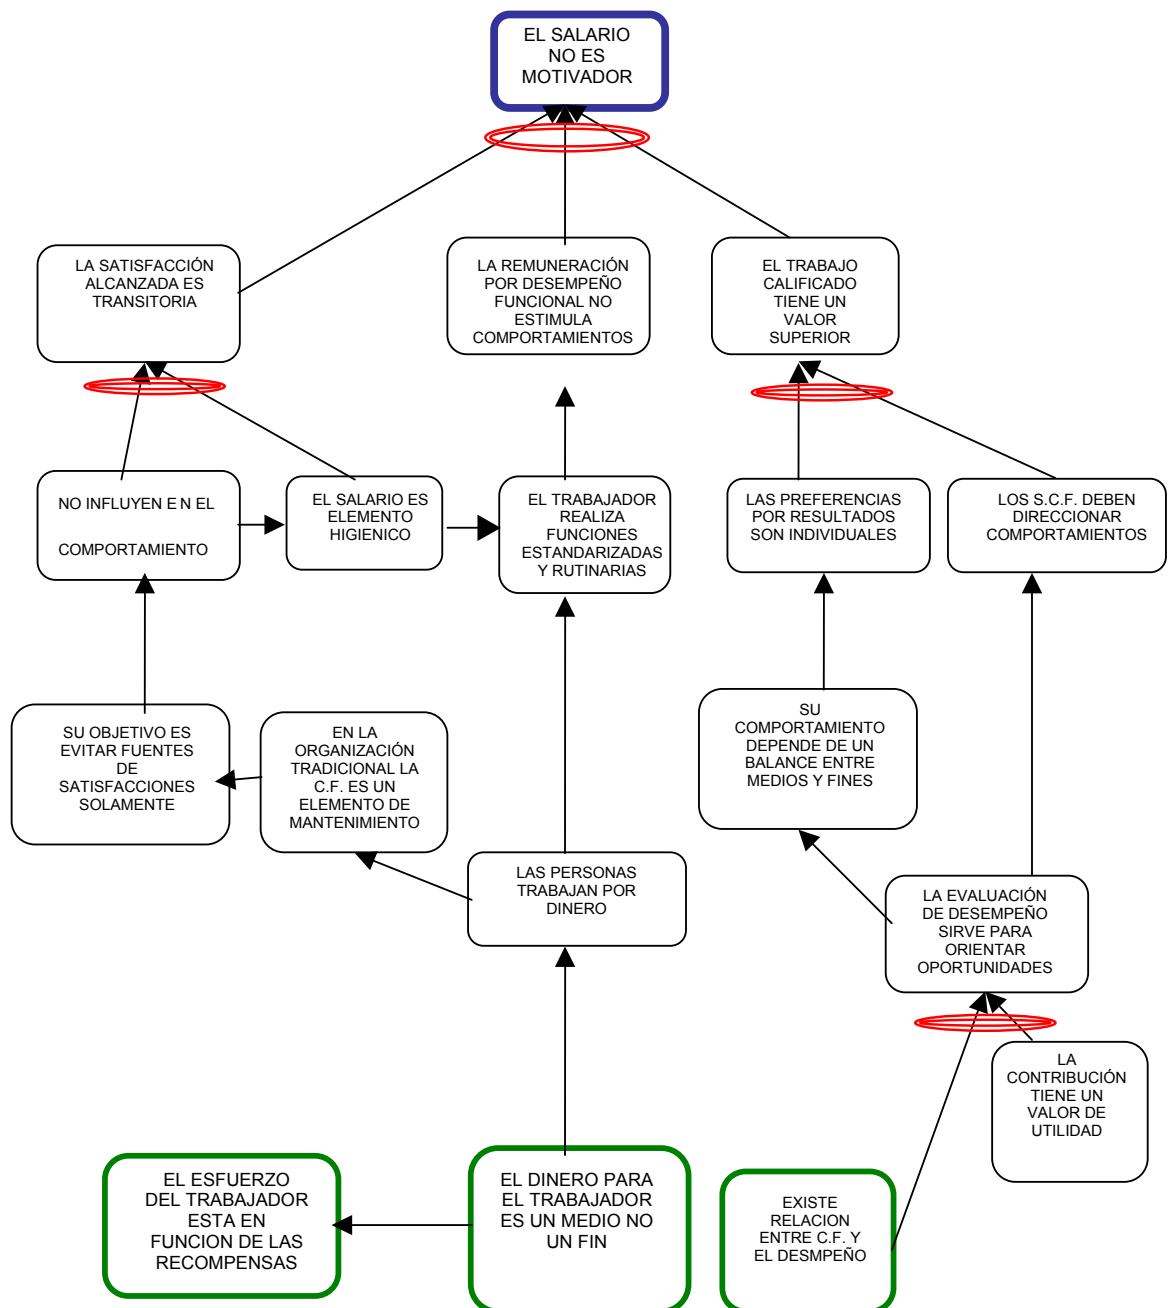 EL SALARIO
NO ES
MOTIVADOR
LA SATISFACCIÓN
ALCANZADA ES
TRANSITORIA
LA REMUNERACIÓN
POR DESEMPEÑO
FUNCIONAL NO
ESTIMULA
COMPORTAMIENTOS
EL TRABAJO
CALIFICADO
TIENE UN
VALOR
SUPERIOR
NO INFLUYEN E N EL
COMPORTAMIENTO
EL SALARIO ES
ELEMENTO
HIGIENICO
EL TRABAJADOR
REALIZA
FUNCIONES
ESTANDARIZADAS
Y RUTINARIAS
LAS PREFERENCIAS
POR RESULTADOS
SON INDIVIDUALES
LOS S.C.F. DEBEN
DIRECCIONAR
COMPORTAMIENTOS
SU OBJETIVO ES
EVITAR FUENTES
DE
SATISFACCIONES
SOLAMENTE
EN LA
ORGANIZACIÓN
TRADICIONAL LA
C.F. ES UN
ELEMENTO DE
MANTENIMIENTO
SU
COMPORTAMIENTO
DEPENDE DE UN
BALANCE ENTRE
MEDIOS Y FINES
LAS PERSONAS
TRABAJAN POR
DINERO
LA EVALUACIÓN
DE DESEMPEÑO
SIRVE PARA
ORIENTAR
OPORTUNIDADES
LA
CONTRIBUCIÓN
TIENE UN
VALOR DE
UTILIDAD
EL ESFUERZO
DEL TRABAJADOR
ESTA EN
FUNCION DE LAS
RECOMPENSAS
EL DINERO PARA
EL TRABAJADOR
ES UN MEDIO NO
UN FIN
EXISTE
RELACION
ENTRE C.F. Y
EL DESMPEÑO